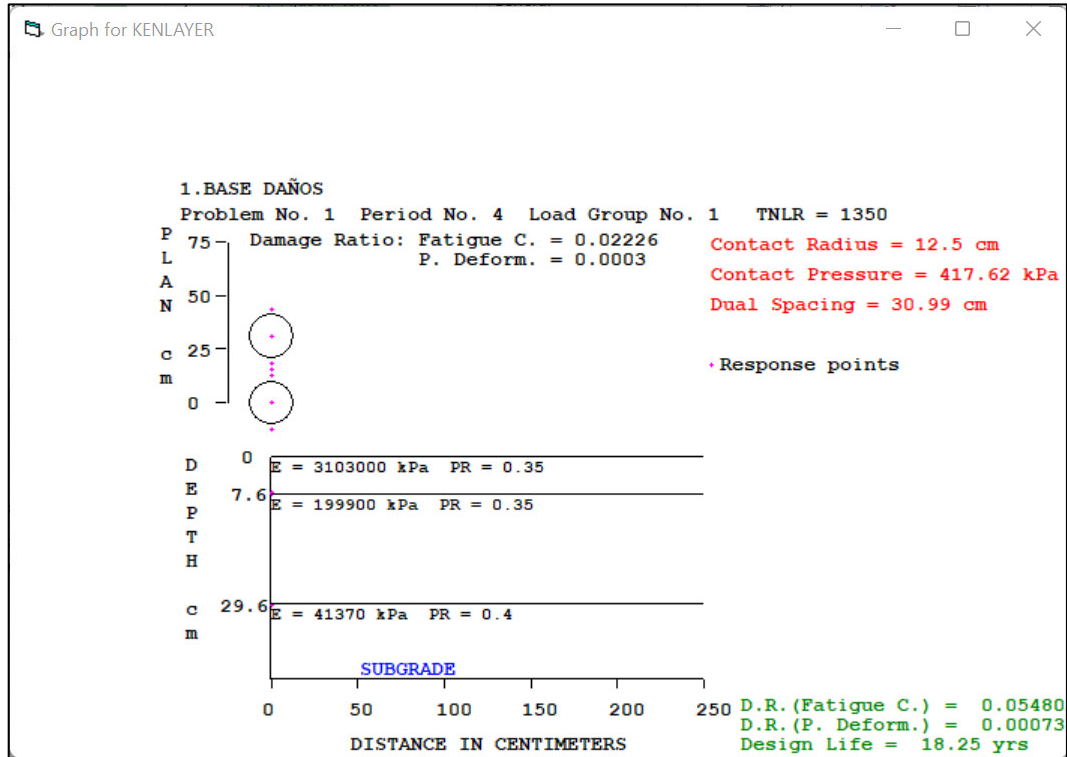 Graph for KENLAYER
1.BASE DAÑOS
Problem No. 1 Period No. 4 Load Group No. 1 TNLR = 1350
Damage Ratio: Fatigue C. = 0.02226
P. Deform. = 0.0003
Contact Radius = 12.5 cm
Contact Pressure = 417.62 kPa
Dual Spacing = 30.99 cm
Response points
PLAN cm
75
50
25
0
DEPTH cm
0
E = 3103000 kPa PR = 0.35
7.6
E = 199900 kPa PR = 0.35
29.6
E = 41370 kPa PR = 0.4
SUBGRADE
0 50 100 150 200 250
DISTANCE IN CENTIMETERS
D.R.(Fatigue C.) = 0.05480
D.R.(P. Deform.) = 0.00073
Design Life = 18.25 yrs